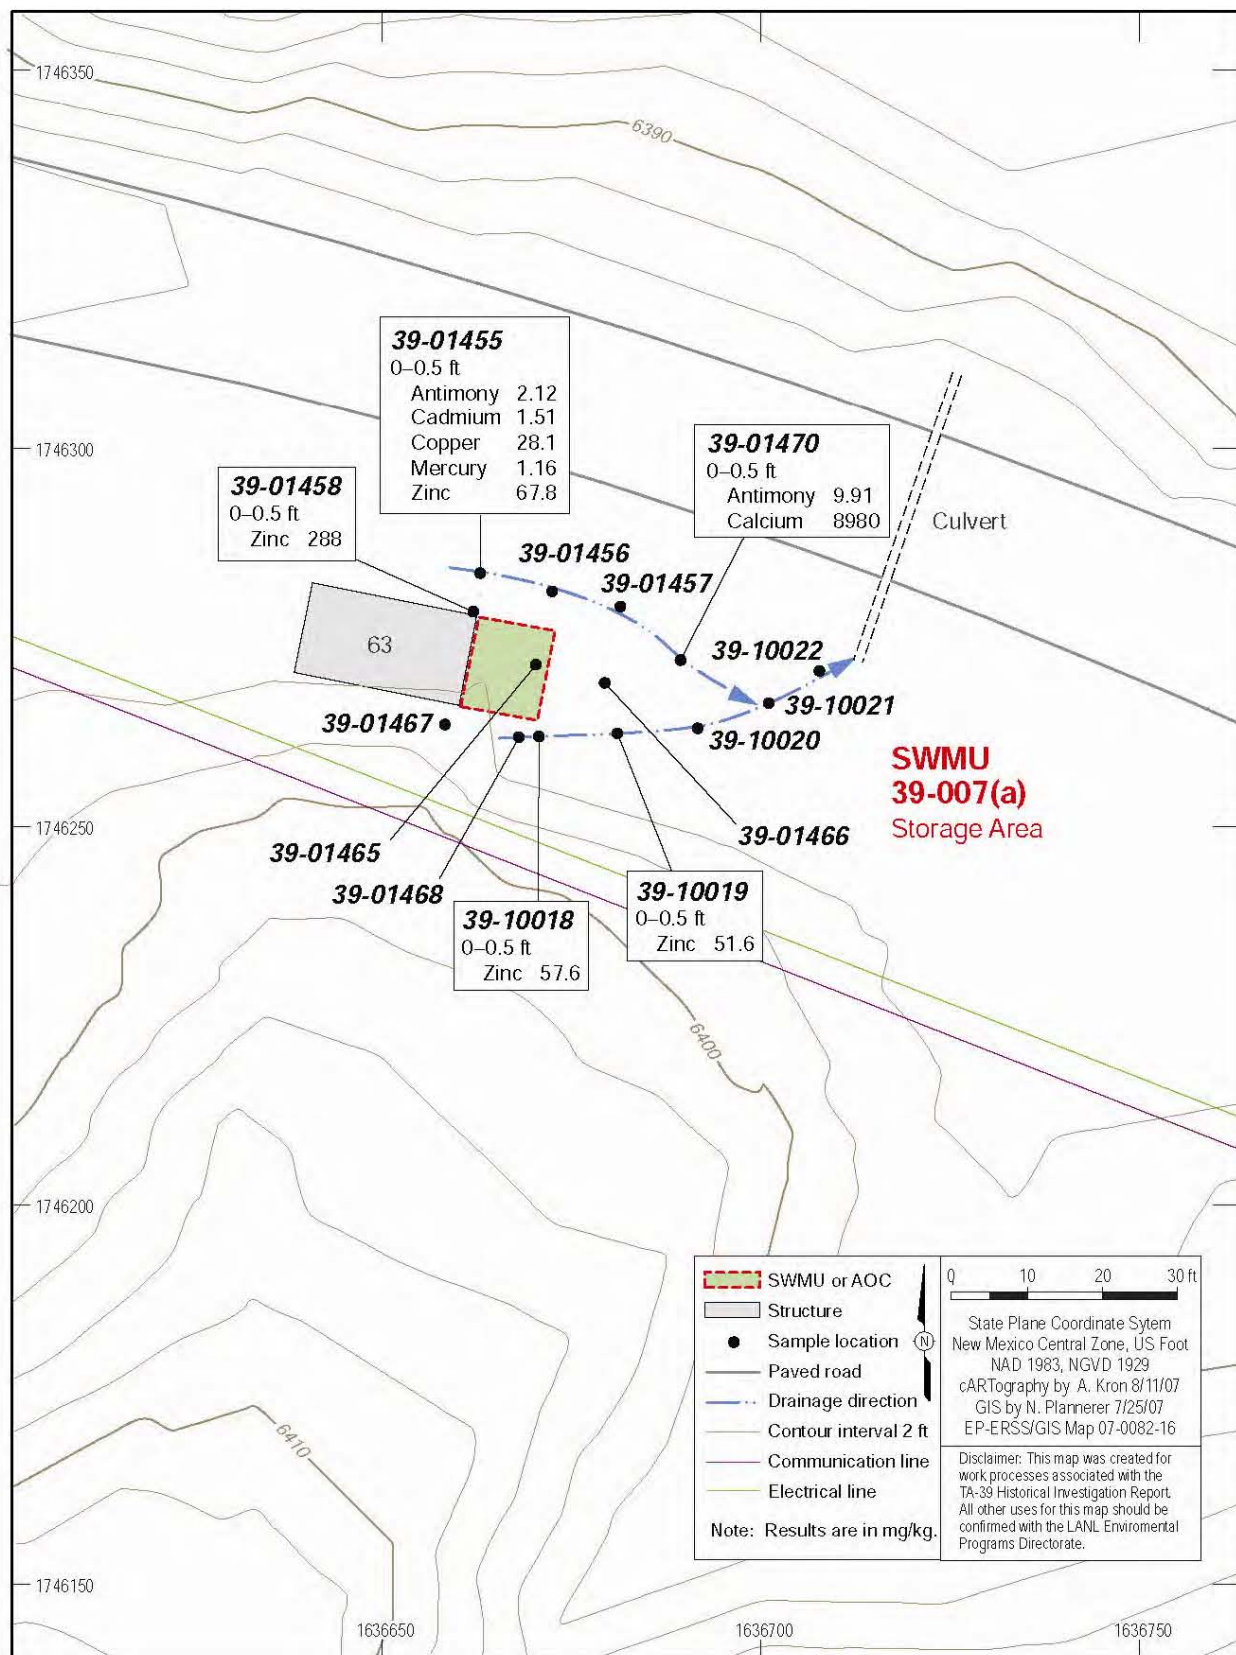 1746350
6390
39-01455
0–0.5 ft
Antimony 2.12
Cadmium 1.51
Copper 28.1
Mercury 1.16
Zinc 67.8
1746300
39-01470
0–0.5 ft
Antimony 9.91
Calcium 8980
39-01458
0–0.5 ft
Zinc 288
Culvert
39-01456
39-01457
63
39-10022
39-10021
39-01467
39-10020
SWMU
39-007(a)
Storage Area
1746250
39-01466
39-01465
39-01468
39-10019
0–0.5 ft
Zinc 51.6
39-10018
0–0.5 ft
Zinc 57.6
6400
1746200
SWMU or AOC
Structure
Sample location
N
Paved road
Drainage direction
Contour interval 2 ft
Communication line
Electrical line
Note: Results are in mg/kg.
0 10 20 30 ft
State Plane Coordinate Sytem
New Mexico Central Zone, US Foot
NAD 1983, NGVD 1929
cARTography by A. Kron 8/11/07
GIS by N. Plannerer 7/25/07
EP-ERSS/GIS Map 07-0082-16
Disclaimer: This map was created for
work processes associated with the
TA-39 Historical Investigation Report.
All other uses for this map should be
confirmed with the LANL Enviromental
Programs Directorate.
6410
1746150
1636650
1636700
1636750